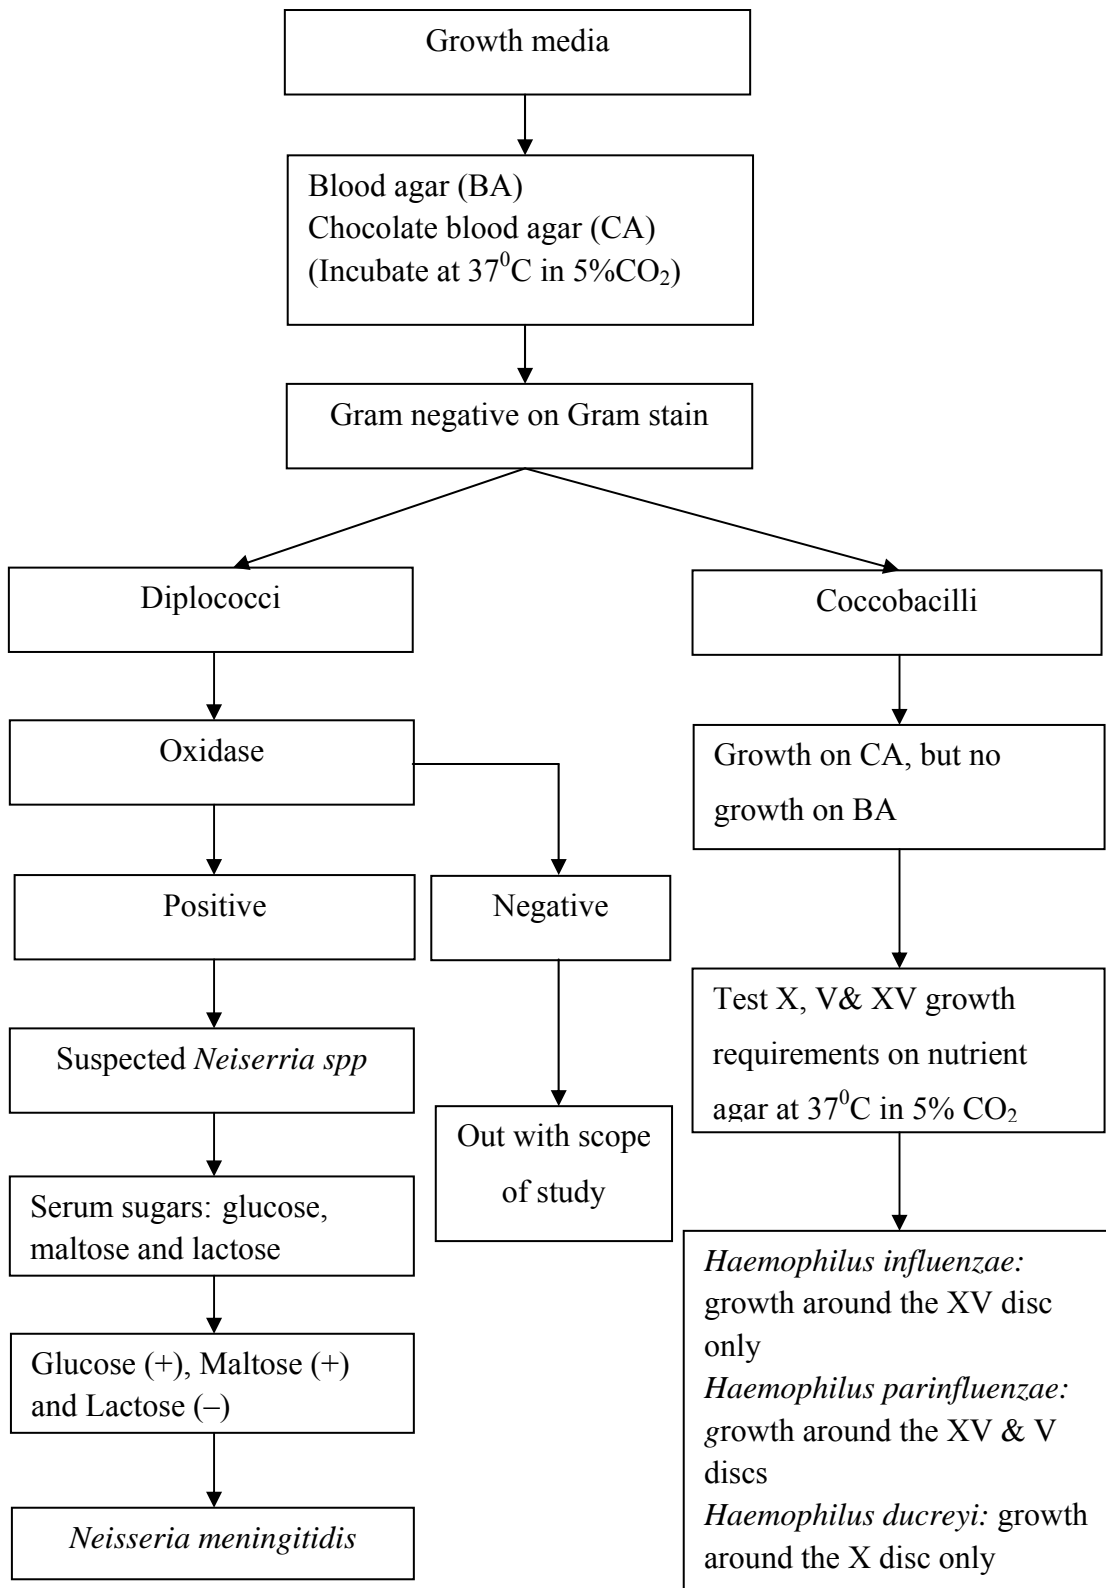 Growth media
Blood agar (BA)
Chocolate blood agar (CA)
(Incubate at 37⁰C in 5%CO₂)
Gram negative on Gram stain
Diplococci
Coccobacilli
Oxidase
Growth on CA, but no
growth on BA
Positive
Negative
Suspected Neiserria spp
Test X, V& XV growth
requirements on nutrient
agar at 37⁰C in 5% CO₂
Out with scope
of study
Serum sugars: glucose,
maltose and lactose
Glucose (+), Maltose (+)
and Lactose (–)
Neisseria meningitidis
Haemophilus influenzae:
growth around the XV disc
only
Haemophilus parinfluenzae:
growth around the XV & V
discs
Haemophilus ducreyi: growth
around the X disc only